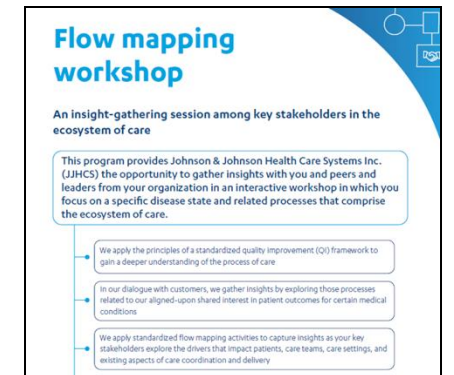 Flow mapping
workshop
An insight-gathering session among key stakeholders in the
ecosystem of care
This program provides Johnson & Johnson Health Care Systems Inc.
(JJHCS) the opportunity to gather insights with you and peers and
leaders from your organization in an interactive workshop in which you
focus on a specific disease state and related processes that comprise
the ecosystem of care.
We apply the principles of a standardized quality improvement (QI) framework to
gain a deeper understanding of the process of care
In our dialogue with customers, we gather insights by exploring those processes
related to our aligned-upon shared interest in patient outcomes for certain medical
conditions
We apply standardized flow mapping activities to capture insights as your key
stakeholders explore the drivers that impact patients, care teams, care settings, and
existing aspects of care coordination and delivery